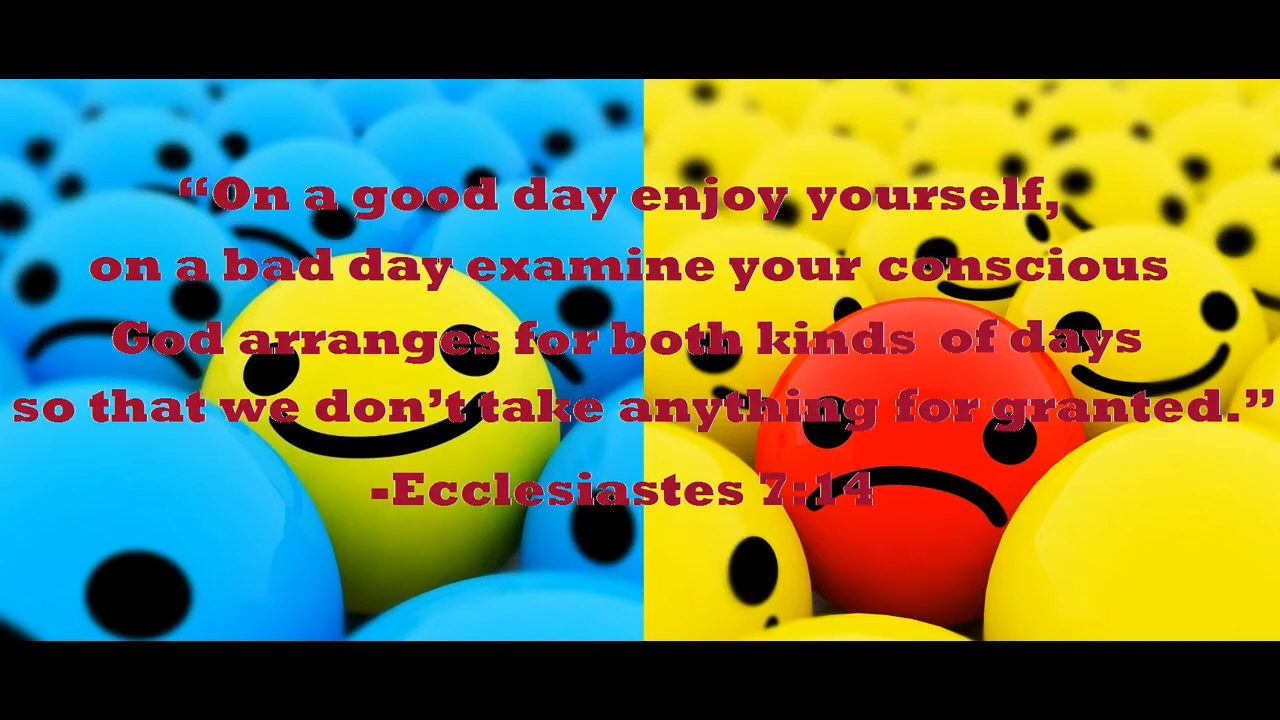 “On a good day enjoy yourself,
on a bad day examine your conscious
God arranges for both kinds of days
so that we don’t take anything for granted.”
-Ecclesiastes 7:14